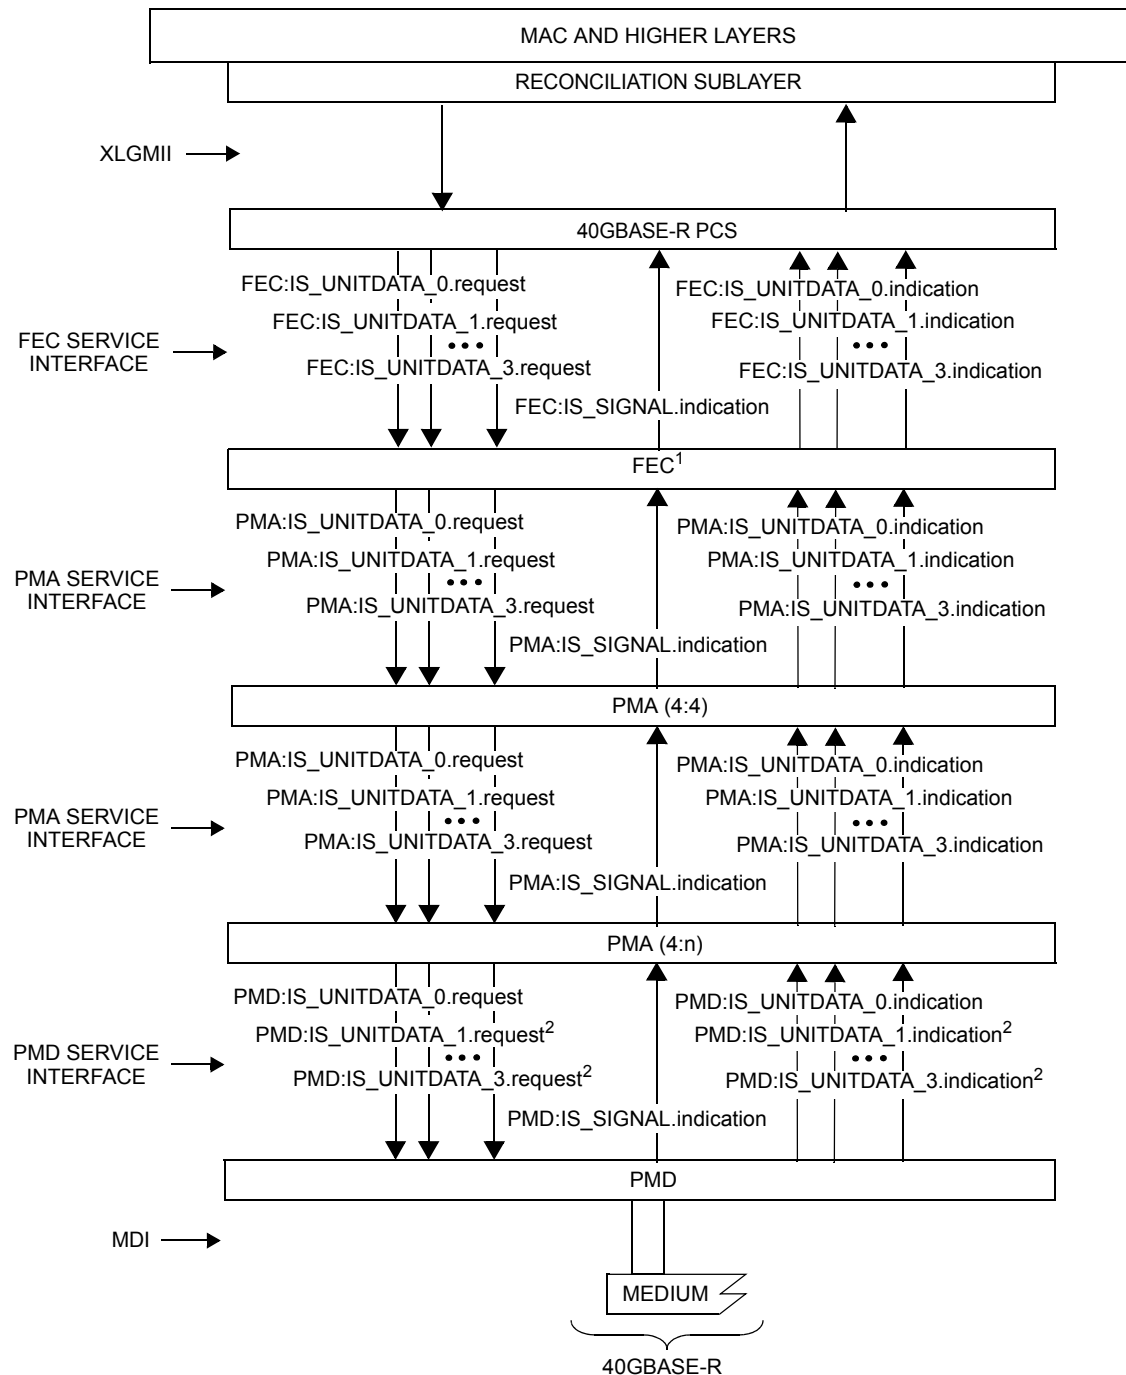 MAC AND HIGHER LAYERS
RECONCILIATION SUBLAYER
XLGMII
40GBASE-R PCS
FEC:IS_UNITDATA_0.request
FEC:IS_UNITDATA_0.indication
FEC:IS_UNITDATA_1.request
FEC:IS_UNITDATA_1.indication
FEC SERVICE
INTERFACE
• • •
• • •
FEC:IS_UNITDATA_3.request
FEC:IS_UNITDATA_3.indication
FEC:IS_SIGNAL.indication
FEC1
PMA:IS_UNITDATA_0.request
PMA:IS_UNITDATA_0.indication
PMA:IS_UNITDATA_1.request
PMA:IS_UNITDATA_1.indication
PMA SERVICE
INTERFACE
• • •
• • •
PMA:IS_UNITDATA_3.request
PMA:IS_UNITDATA_3.indication
PMA:IS_SIGNAL.indication
PMA (4:4)
PMA:IS_UNITDATA_0.request
PMA:IS_UNITDATA_0.indication
PMA:IS_UNITDATA_1.request
PMA:IS_UNITDATA_1.indication
PMA SERVICE
INTERFACE
• • •
• • •
PMA:IS_UNITDATA_3.request
PMA:IS_UNITDATA_3.indication
PMA:IS_SIGNAL.indication
PMA (4:n)
PMD:IS_UNITDATA_0.request
PMD:IS_UNITDATA_0.indication
PMD:IS_UNITDATA_1.request2
PMD:IS_UNITDATA_1.indication2
PMD SERVICE
INTERFACE
• • •
• • •
PMD:IS_UNITDATA_3.request2
PMD:IS_UNITDATA_3.indication2
PMD:IS_SIGNAL.indication
PMD
MDI
MEDIUM
40GBASE-R